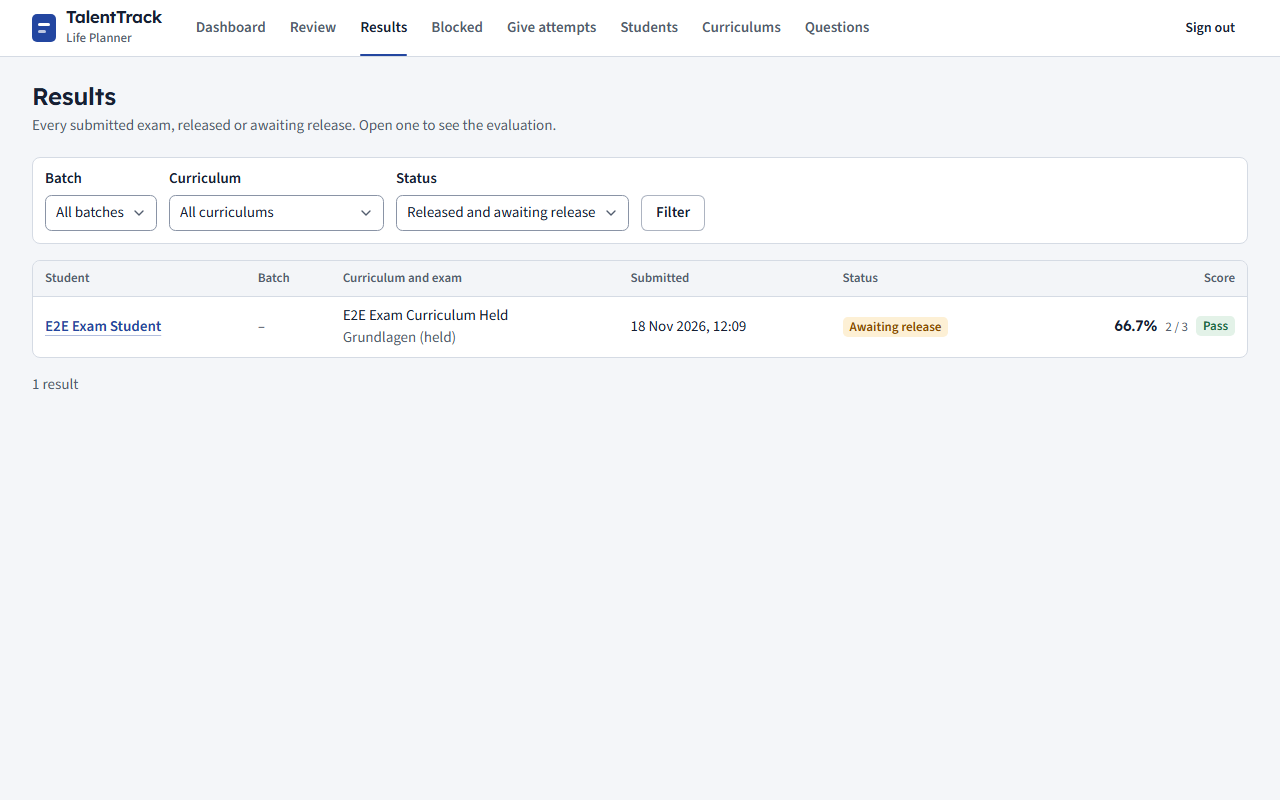 TalentTrack
Life Planner
Dashboard Review Results Blocked Give attempts Students Curriculums Questions Sign out
Results
Every submitted exam, released or awaiting release. Open one to see the evaluation.
Batch Curriculum Status
All batches All curriculums Released and awaiting release Filter
Student Batch Curriculum and exam Submitted Status Score
E2E Exam Student – E2E Exam Curriculum Held 18 Nov 2026, 12:09 Awaiting release 66.7% 2 / 3 Pass
Grundlagen (held)
1 result